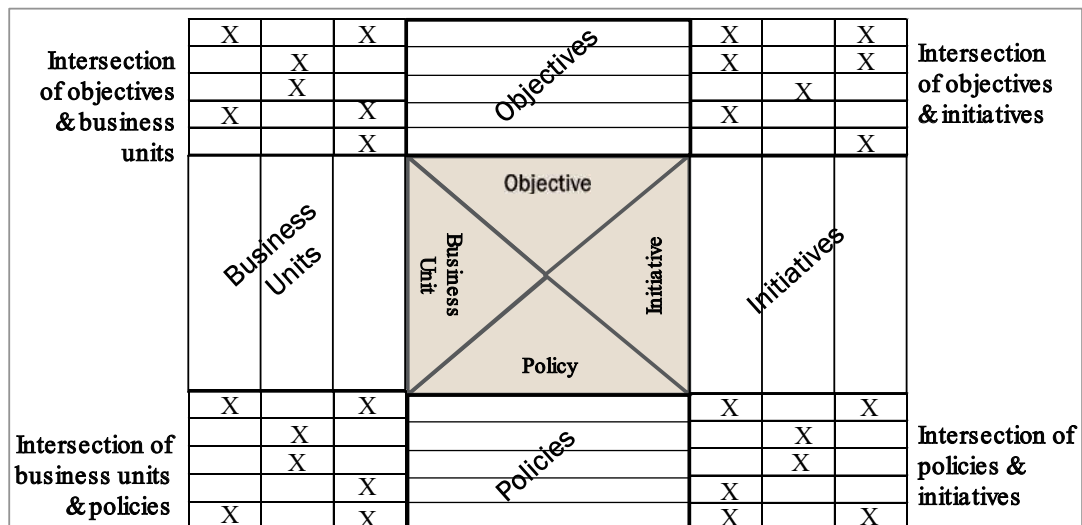 X X X X
Intersection
of objectives
& business
units
X X X
X X
X X X
X X
Objectives
Intersection
of objectives
& initiatives
Business
Units
Objective
Business
Unit
Initiative
Policy
Initiatives
X X X X
X X
X X
X X
X X X X
Intersection of
business units
& policies
Policies
Intersection of
policies &
initiatives